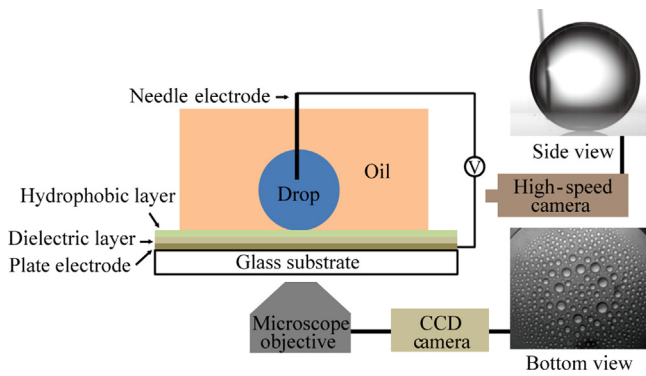 Needle electrode
Oil
Drop
V
Side view
High-speed
camera
Hydrophobic layer
Dielectric layer
Plate electrode
Glass substrate
Microscope
objective
CCD
camera
Bottom view